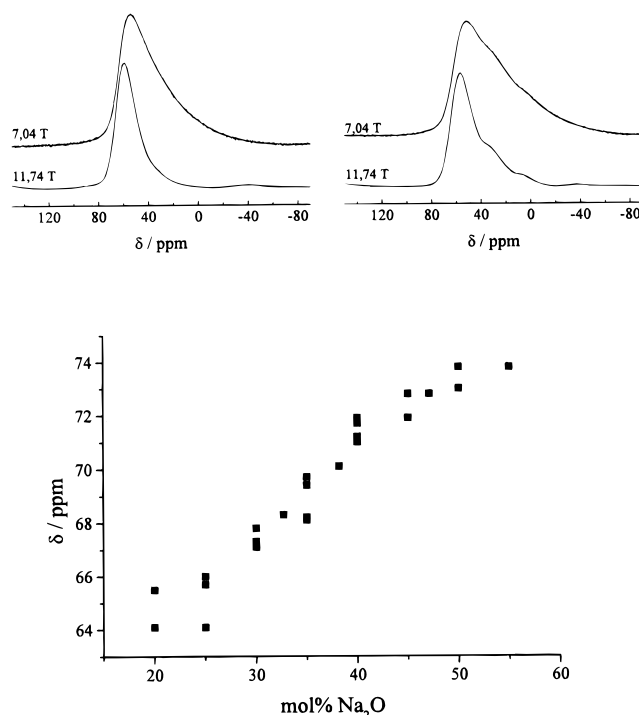 7,04 T
11,74 T
120 80 40 0 -40 -80
δ / ppm
7,04 T
11,74 T
120 80 40 0 -40 -80
δ / ppm
74
72
70
68
66
64
δ / ppm
20 30 40 50 60
mol% Na₂O